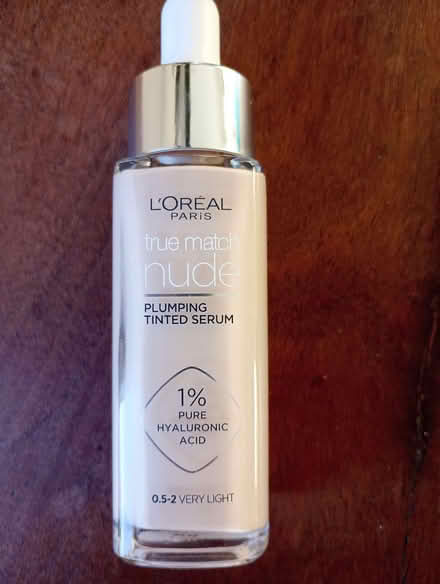 L'ORÉAL
PARIS
true match
nude
PLUMPING
TINTED SERUM
1%
PURE
HYALURONIC
ACID
0.5-2 VERY LIGHT